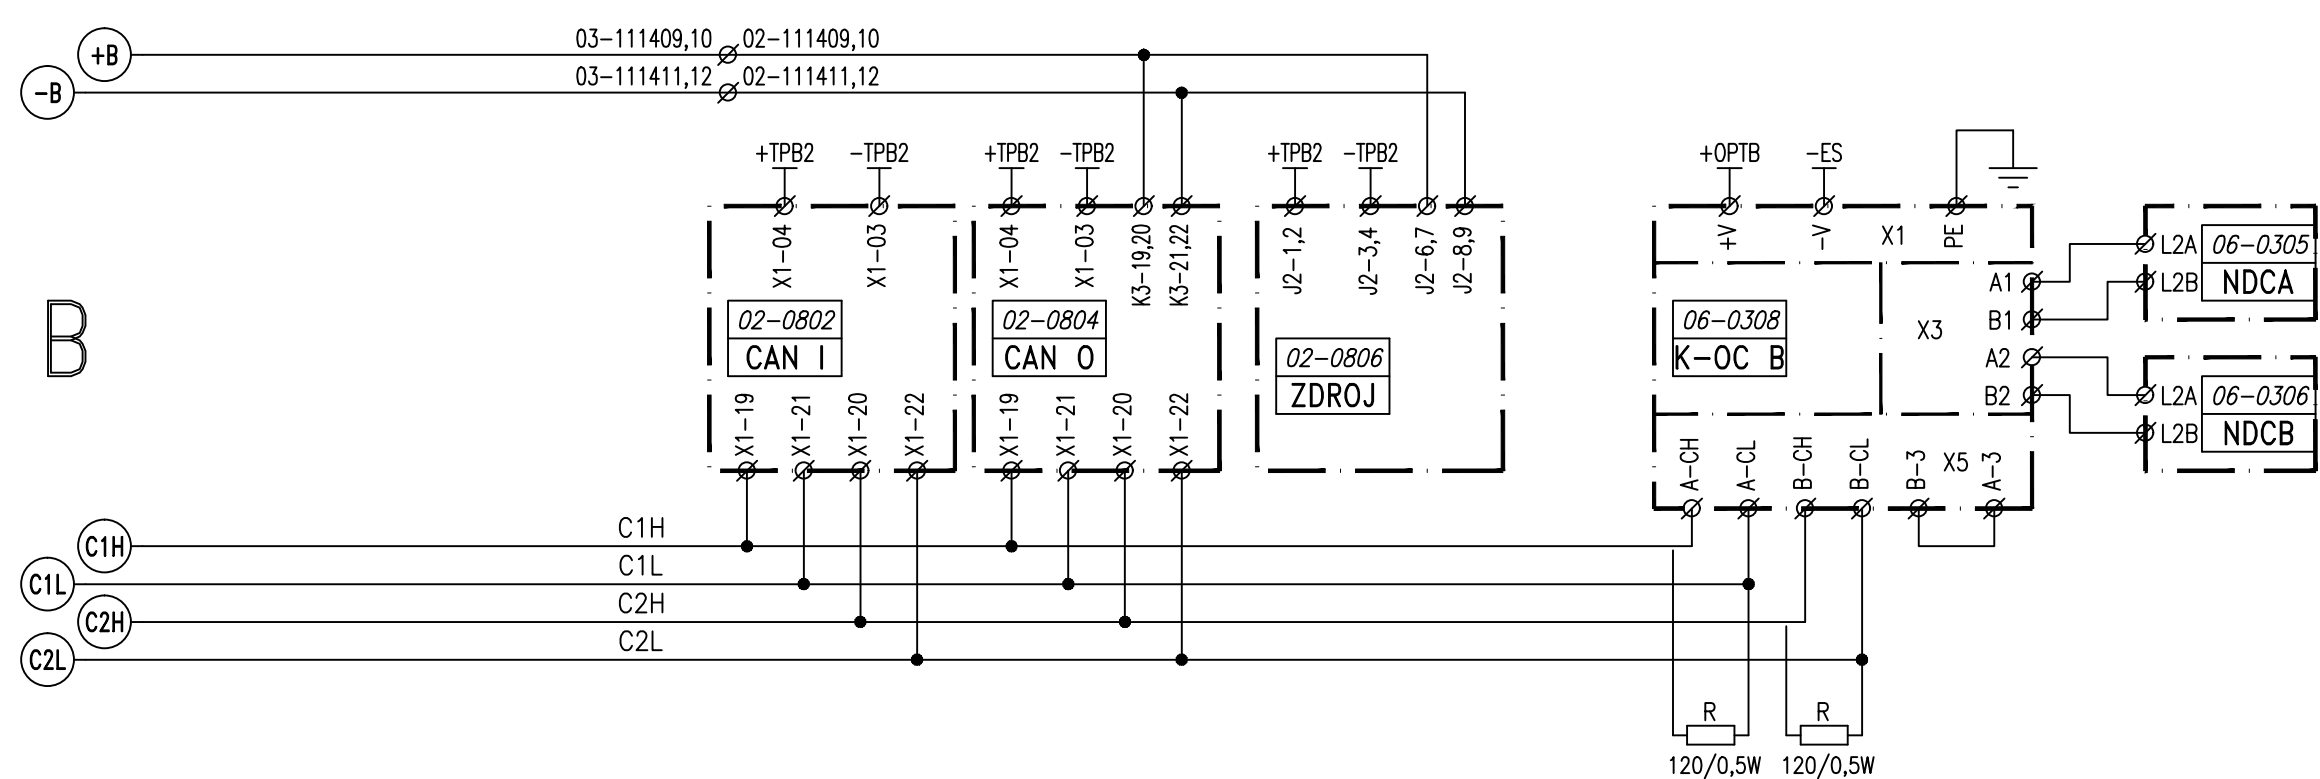 03-111409,10 02-111409,10
+B
03-111411,12 02-111411,12
-B
+TPB2 -TPB2 +TPB2 -TPB2 +TPB2 -TPB2 +OPTB -ES
X1-04 X1-03 X1-04 X1-03 K3-19,20 K3-21,22 J2-1,2 J2-3,4 J2-6,7 J2-8,9 +V -V X1 PE
L2A 06-0305
A1 L2B NDCA
B
02-0802 02-0804 06-0308 B1
X3
CAN I CAN O 02-0806 K-OC B A2
ZDROJ B2 L2A 06-0306
L2B NDCB
X1-19 X1-21 X1-20 X1-22 X1-19 X1-21 X1-20 X1-22
A-CH A-CL B-CH B-CL B-3 X5 A-3
C1H
C1H
C1L
C1L
C2H
C2H
C2L
C2L
R R
120/0,5W 120/0,5W